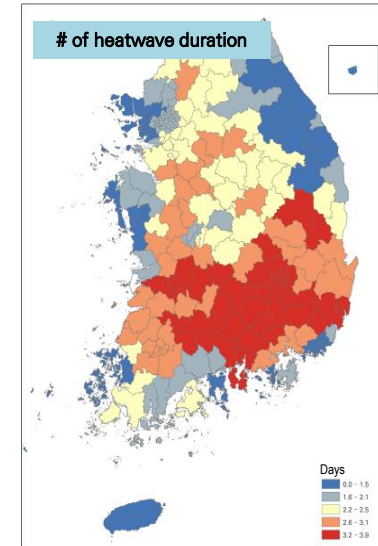 # of heatwave duration
Days
0.0 - 1.5
1.6 - 2.1
2.2 - 2.5
2.6 - 3.1
3.2 - 3.9